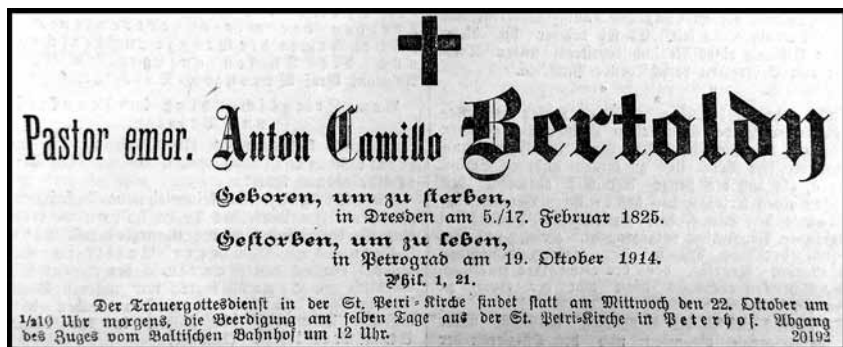 Pastor emer. Anton Camillo Bertoldy
Geboren, um zu sterben,
in Dresden am 5./17. Februar 1825.
Gestorben, um zu leben,
in Petrograd am 19. Oktober 1914.
Phil. 1, 21.
Der Trauergottesdienst in der St. Petri-Kirche findet statt am Mittwoch den 22. Oktober um
1/210 Uhr morgens, die Beerdigung am selben Tage aus der St. Petri-Kirche in Peterhof. Abgang
des Zuges vom Baltischen Bahnhof um 12 Uhr. 20192